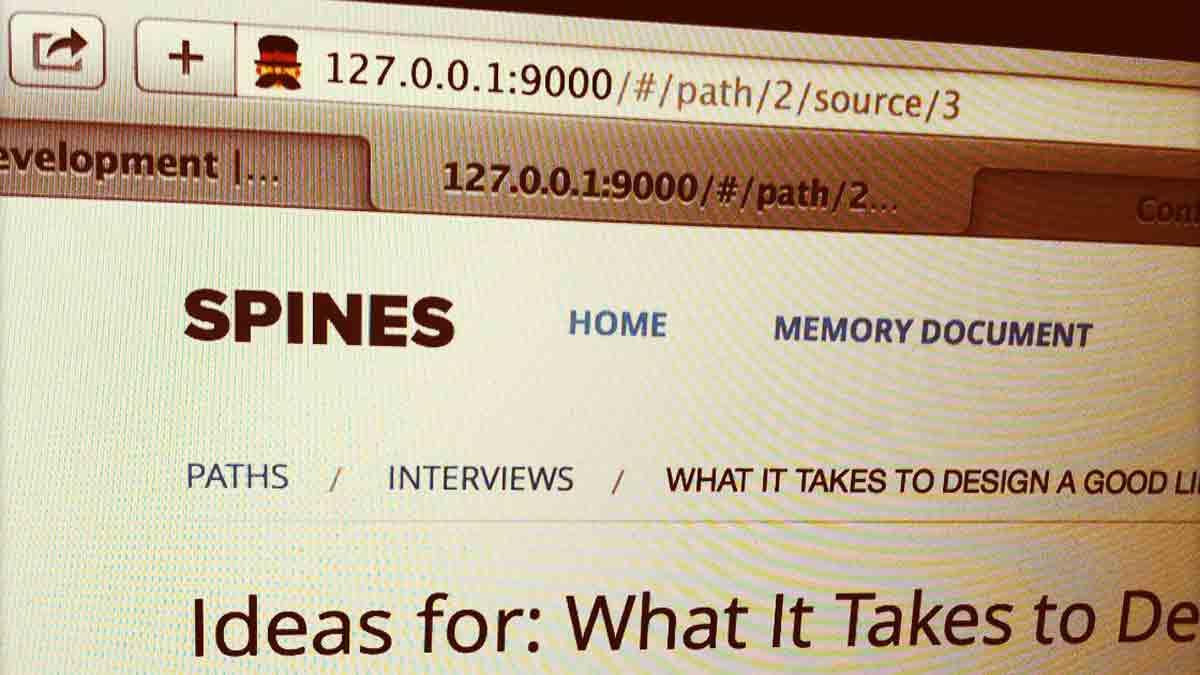 127.0.0.1:9000/#/path/2/source/3
evelopment |... 127.0.0.1:9000/#/path/2... Con
SPINES HOME MEMORY DOCUMENT
PATHS / INTERVIEWS / WHAT IT TAKES TO DESIGN A GOOD LI
Ideas for: What It Takes to De